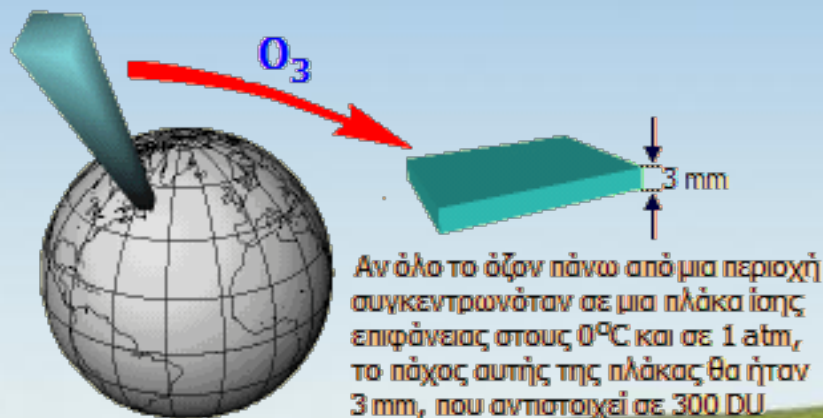 O₃
3 mm
Αν όλο το όζον πάνω από μια περιοχή
συγκεντρωνόταν σε μια πλάκα ίσης
επιφάνειας στους 0°C και σε 1 atm,
το πάχος αυτής της πλάκας θα ήταν
3 mm, που αντιστοιχεί σε 300 DU